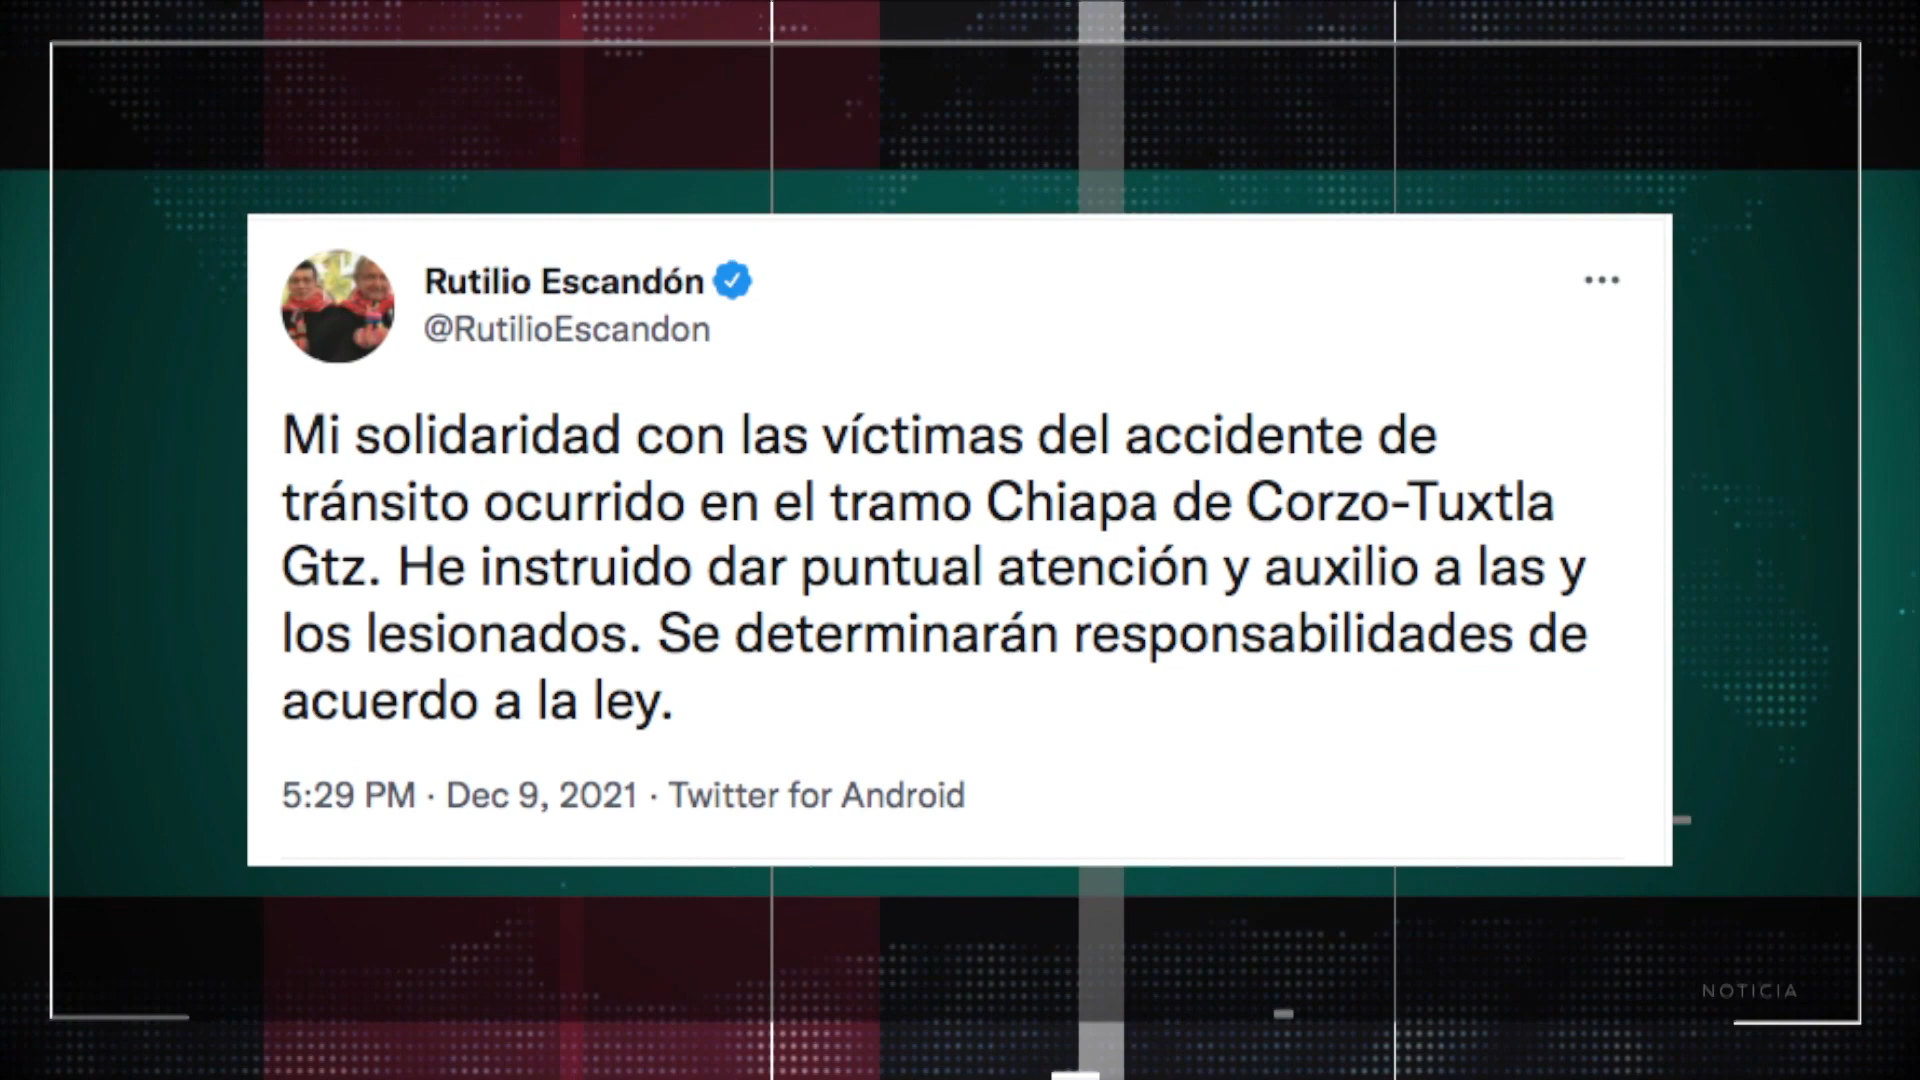 Rutilio Escandón
@RutilioEscandon
Mi solidaridad con las víctimas del accidente de
tránsito ocurrido en el tramo Chiapa de Corzo-Tuxtla
Gtz. He instruido dar puntual atención y auxilio a las y
los lesionados. Se determinarán responsabilidades de
acuerdo a la ley.
5:29 PM · Dec 9, 2021 · Twitter for Android
NOTICIA